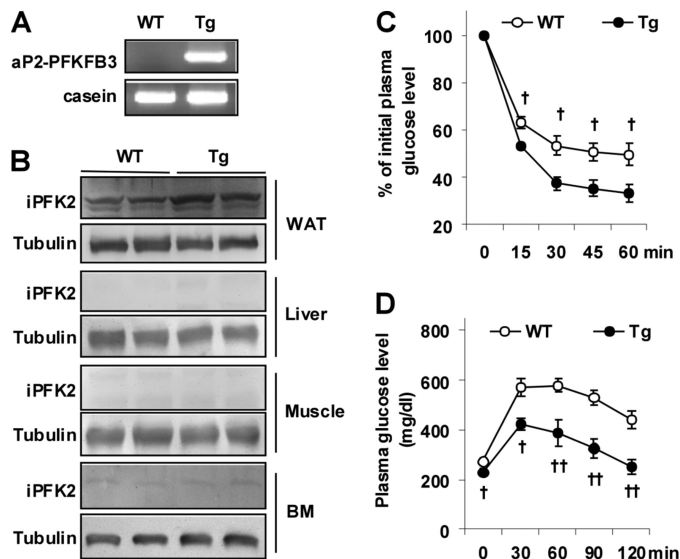 A
WT Tg
aP2-PFKFB3
casein
B
WT Tg
iPFK2
Tubulin
WAT
iPFK2
Tubulin
Liver
iPFK2
Tubulin
Muscle
iPFK2
Tubulin
BM
C
WT Tg
% of initial plasma
glucose level
100
80
60
40
20
† † † †
0 15 30 45 60 min
D
WT Tg
Plasma glucose level
(mg/dl)
800
600
400
200
0
† † †† †† ††
0 30 60 90 120 min